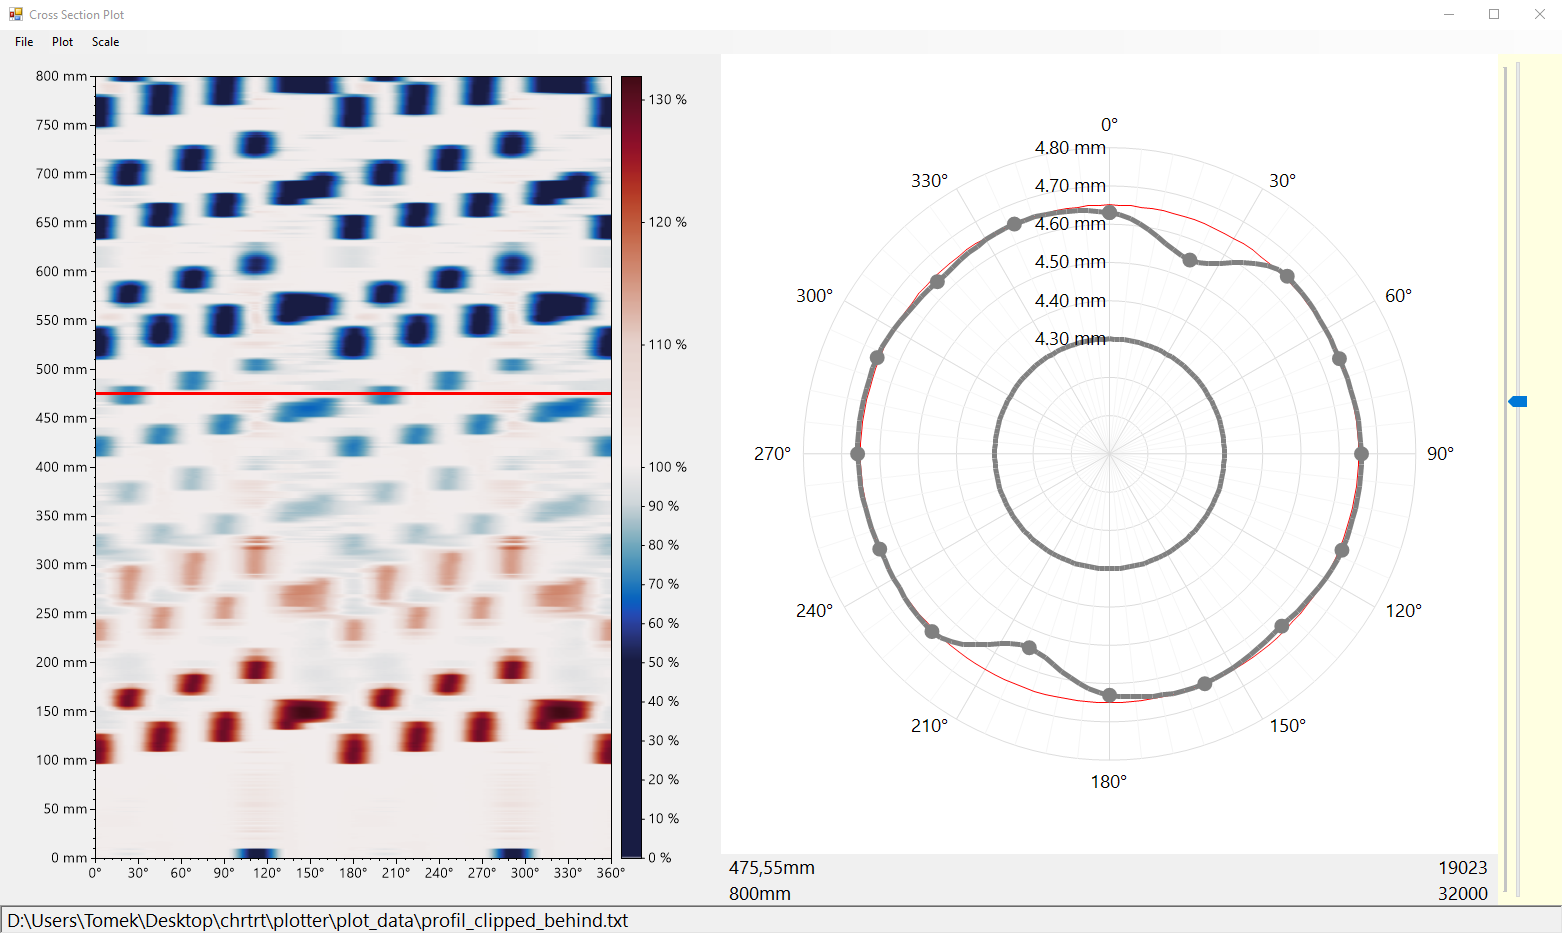 Cross Section Plot
File Plot Scale
800 mm
750 mm
700 mm
650 mm
600 mm
550 mm
500 mm
450 mm
400 mm
350 mm
300 mm
250 mm
200 mm
150 mm
100 mm
50 mm
0 mm
0° 30° 60° 90° 120° 150° 180° 210° 240° 270° 300° 330° 360°
130 %
120 %
110 %
100 %
90 %
80 %
70 %
60 %
50 %
40 %
30 %
20 %
10 %
0 %
0°
4.80 mm
330° 4.70 mm 30°
4.60 mm
4.50 mm
300° 4.40 mm 60°
4.30 mm
270° 90°
240° 120°
210° 150°
180°
475,55mm 19023
800mm 32000
D:\Users\Tomek\Desktop\chrtrt\plotter\plot_data\profil_clipped_behind.txt